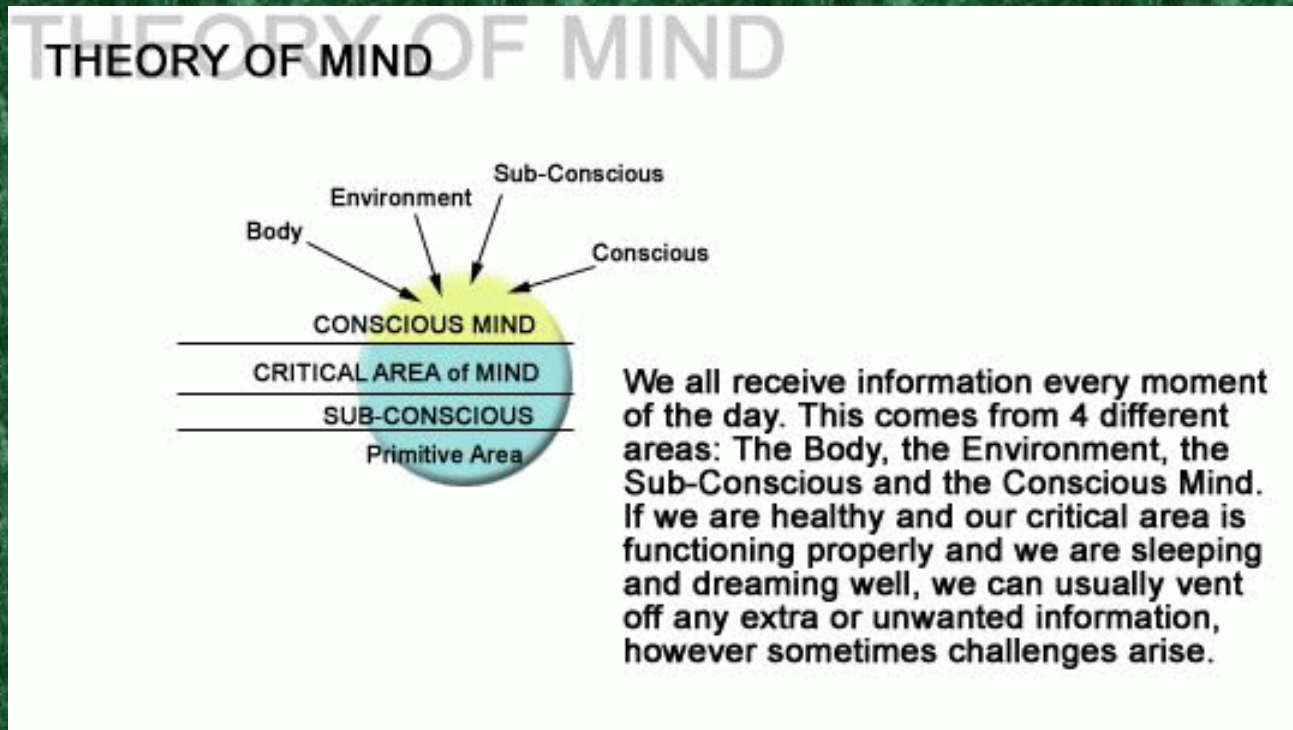 THEORY OF MIND
THEORY OF MIND
Sub-Conscious
Environment
Body
Conscious
CONSCIOUS MIND
CRITICAL AREA of MIND
SUB-CONSCIOUS
Primitive Area
We all receive information every moment
of the day. This comes from 4 different
areas: The Body, the Environment, the
Sub-Conscious and the Conscious Mind.
If we are healthy and our critical area is
functioning properly and we are sleeping
and dreaming well, we can usually vent
off any extra or unwanted information,
however sometimes challenges arise.